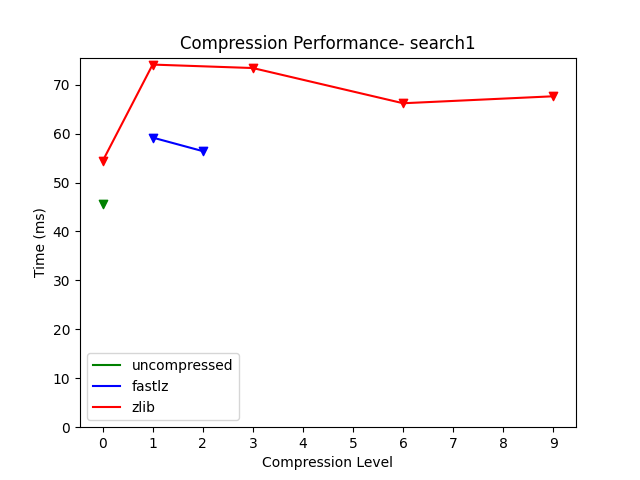 Compression Performance- search1
Time (ms)
70
60
50
40
30
20
10
0
uncompressed
fastlz
zlib
0 1 2 3 4 5 6 7 8 9
Compression Level